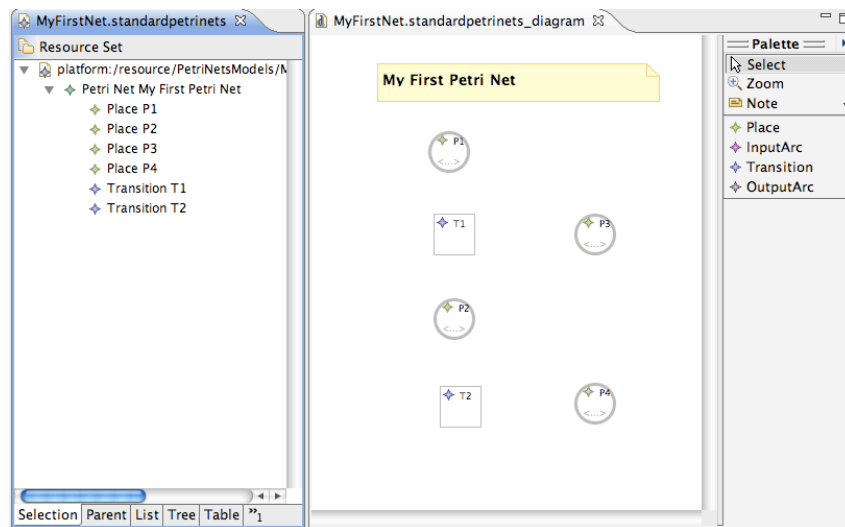 MyFirstNet.standardpetrinets
Resource Set
platform:/resource/PetriNetsModels/M
Petri Net My First Petri Net
Place P1
Place P2
Place P3
Place P4
Transition T1
Transition T2
Selection Parent List Tree Table »1
MyFirstNet.standardpetrinets_diagram
My First Petri Net
P1
<...>
T1
P3
<...>
P2
<...>
T2
P4
<...>
Palette
Select
Zoom
Note
Place
InputArc
Transition
OutputArc